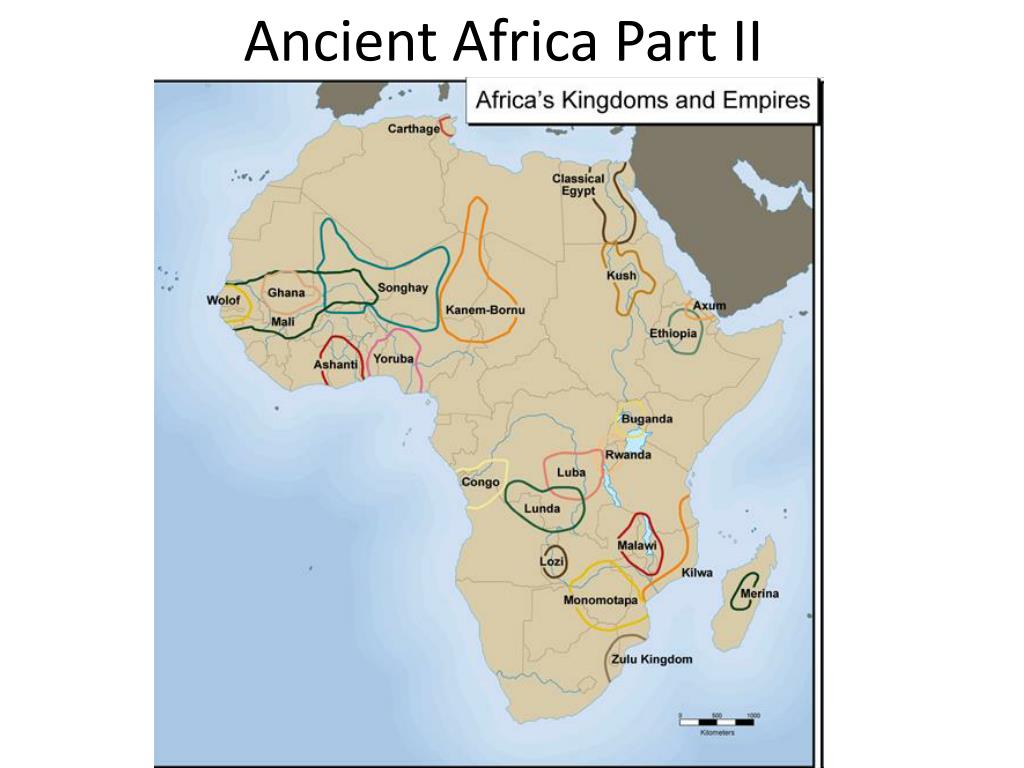 Ancient Africa Part II
Africa's Kingdoms and Empires
Carthage
Classical
Egypt
Kush
Songhay
Ghana
Wolof
Mali
Kanem-Bornu
Axum
Ethiopia
Ashanti
Yoruba
Buganda
Rwanda
Luba
Congo
Lunda
Malawi
Lozi
Kilwa
Monomotapa
Merina
Zulu Kingdom
0 500 1000
Kilometers